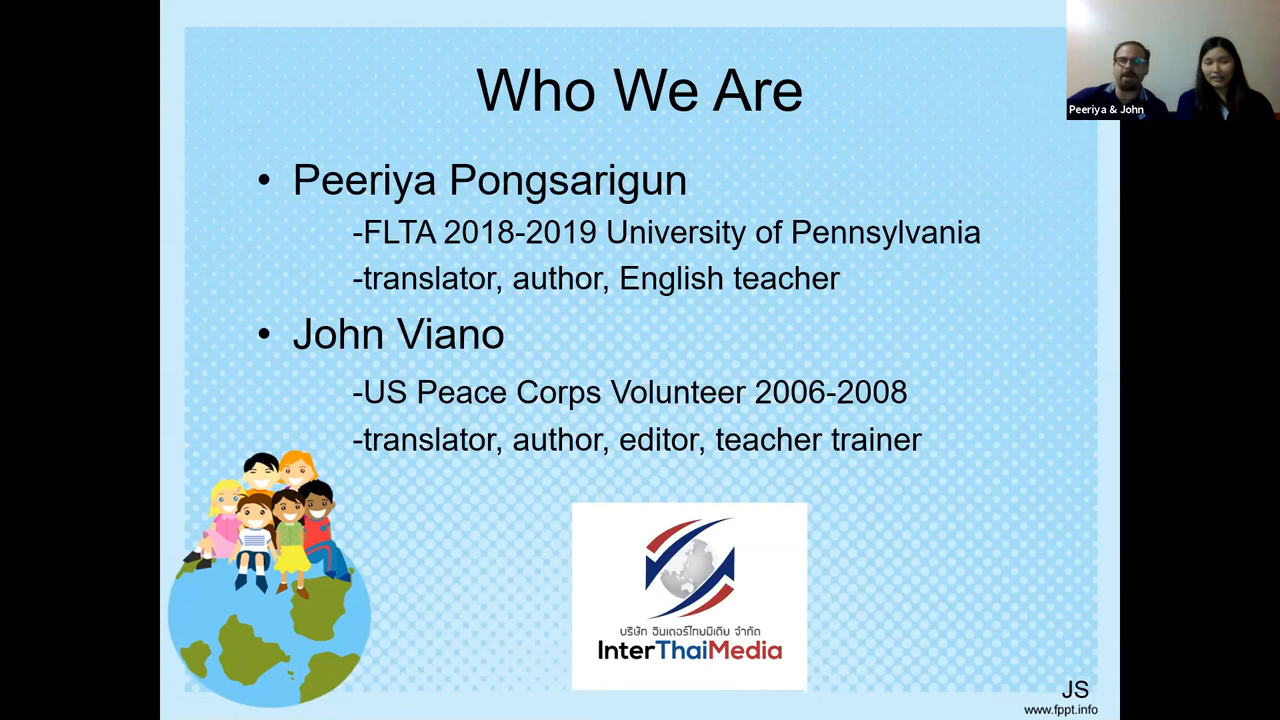 Who We Are
Peeriya & John
• Peeriya Pongsarigun
-FLTA 2018-2019 University of Pennsylvania
-translator, author, English teacher
• John Viano
-US Peace Corps Volunteer 2006-2008
-translator, author, editor, teacher trainer
บริษัท อินเตอร์ไทยมีเดีย จำกัด
InterThaiMedia
JS
www.fppt.info